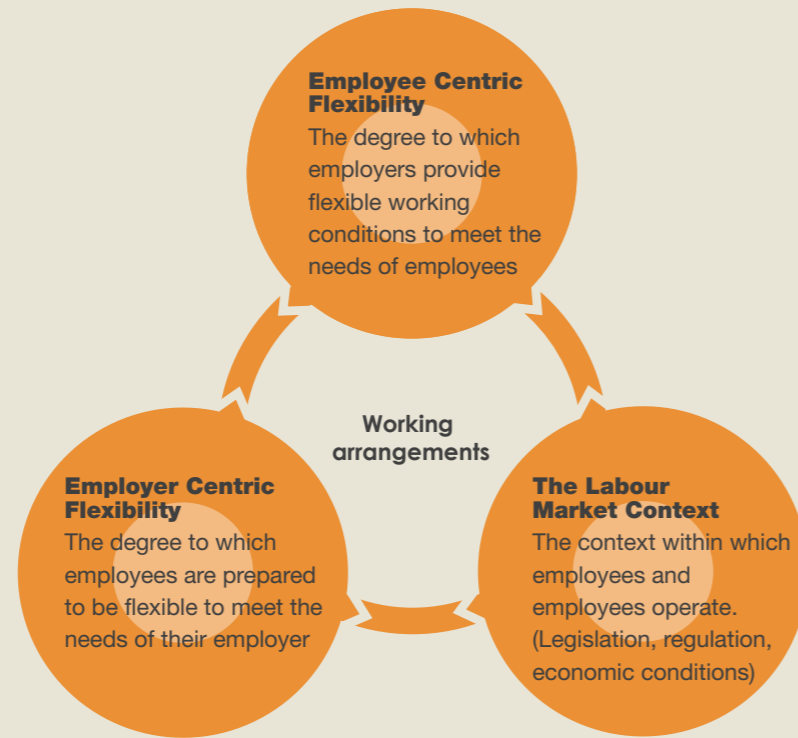 Employee Centric
Flexibility
The degree to which
employers provide
flexible working
conditions to meet the
needs of employees
Working
arrangements
Employer Centric
Flexibility
The degree to which
employees are prepared
to be flexible to meet the
needs of their employer
The Labour
Market Context
The context within which
employees and
employees operate.
(Legislation, regulation,
economic conditions)